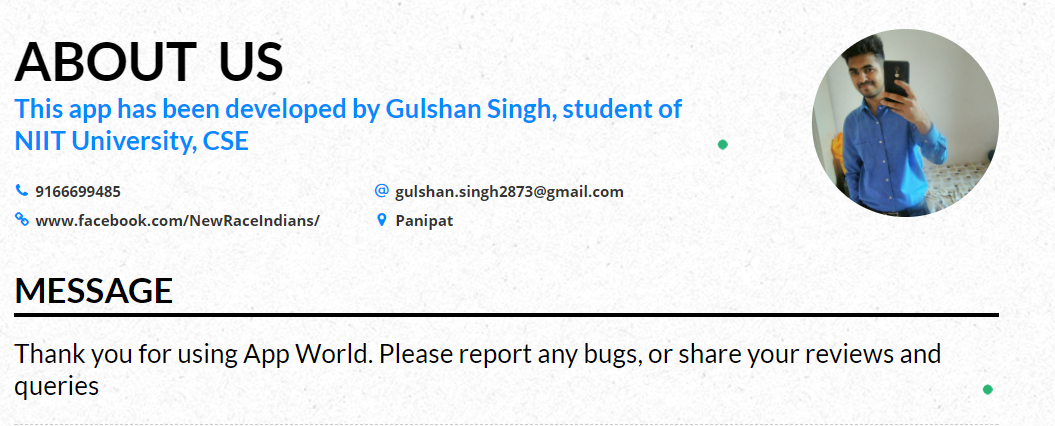 ABOUT US
This app has been developed by Gulshan Singh, student of
NIIT University, CSE
9166699485
gulshan.singh2873@gmail.com
www.facebook.com/NewRaceIndians/
Panipat
MESSAGE
Thank you for using App World. Please report any bugs, or share your reviews and
queries